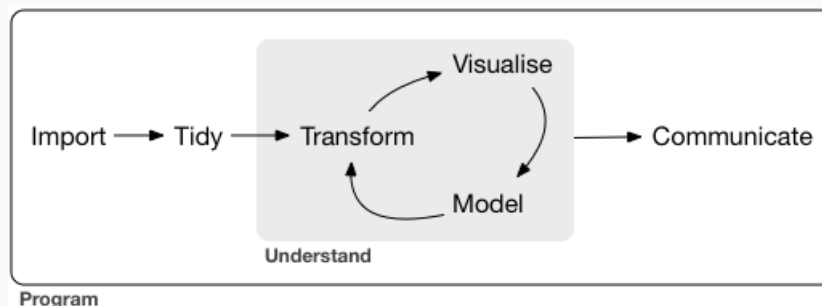 Visualise
Import
Tidy
Transform
Communicate
Model
Understand
Program